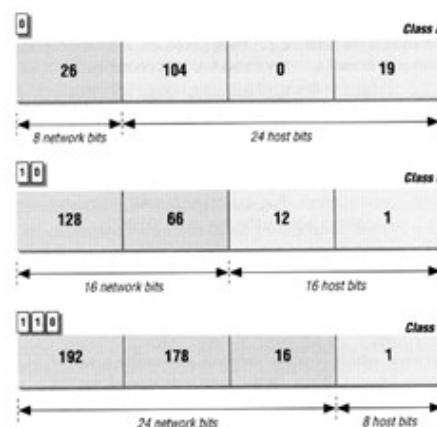 0 Class
26 104 0 19
8 network bits 24 host bits
1 0 Class
128 66 12 1
16 network bits 16 host bits
1 1 0 Class
192 178 16 1
24 network bits 8 host bits